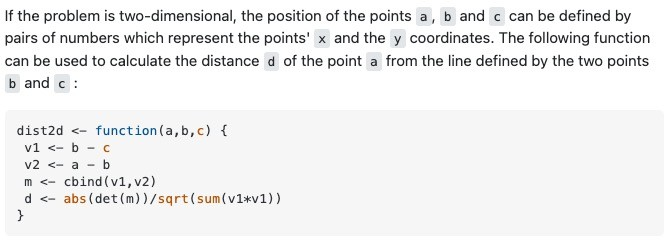 If the problem is two-dimensional, the position of the points a, b and c can be defined by
pairs of numbers which represent the points' x and the y coordinates. The following function
can be used to calculate the distance d of the point a from the line defined by the two points
b and c :
dist2d <- function(a,b,c) {
 v1 <- b - c
 v2 <- a - b
 m <- cbind(v1,v2)
 d <- abs(det(m))/sqrt(sum(v1*v1))
}